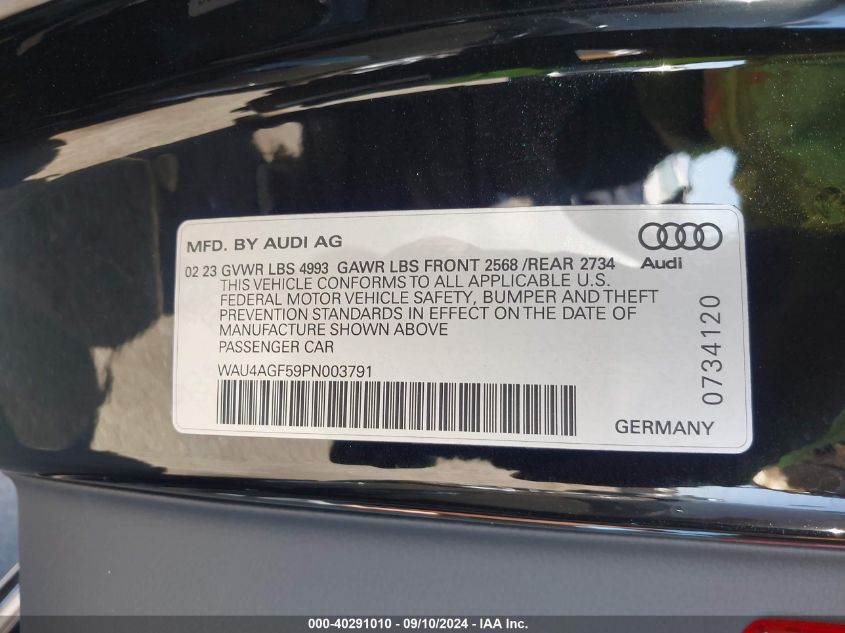 MFD. BY AUDI AG
Audi
02 23 GVWR LBS 4993 GAWR LBS FRONT 2568 /REAR 2734
THIS VEHICLE CONFORMS TO ALL APPLICABLE U.S.
FEDERAL MOTOR VEHICLE SAFETY, BUMPER AND THEFT
PREVENTION STANDARDS IN EFFECT ON THE DATE OF
MANUFACTURE SHOWN ABOVE
PASSENGER CAR
WAU4AGF59PN003791
0734120
GERMANY
000-40291010 - 09/10/2024 - IAA Inc.